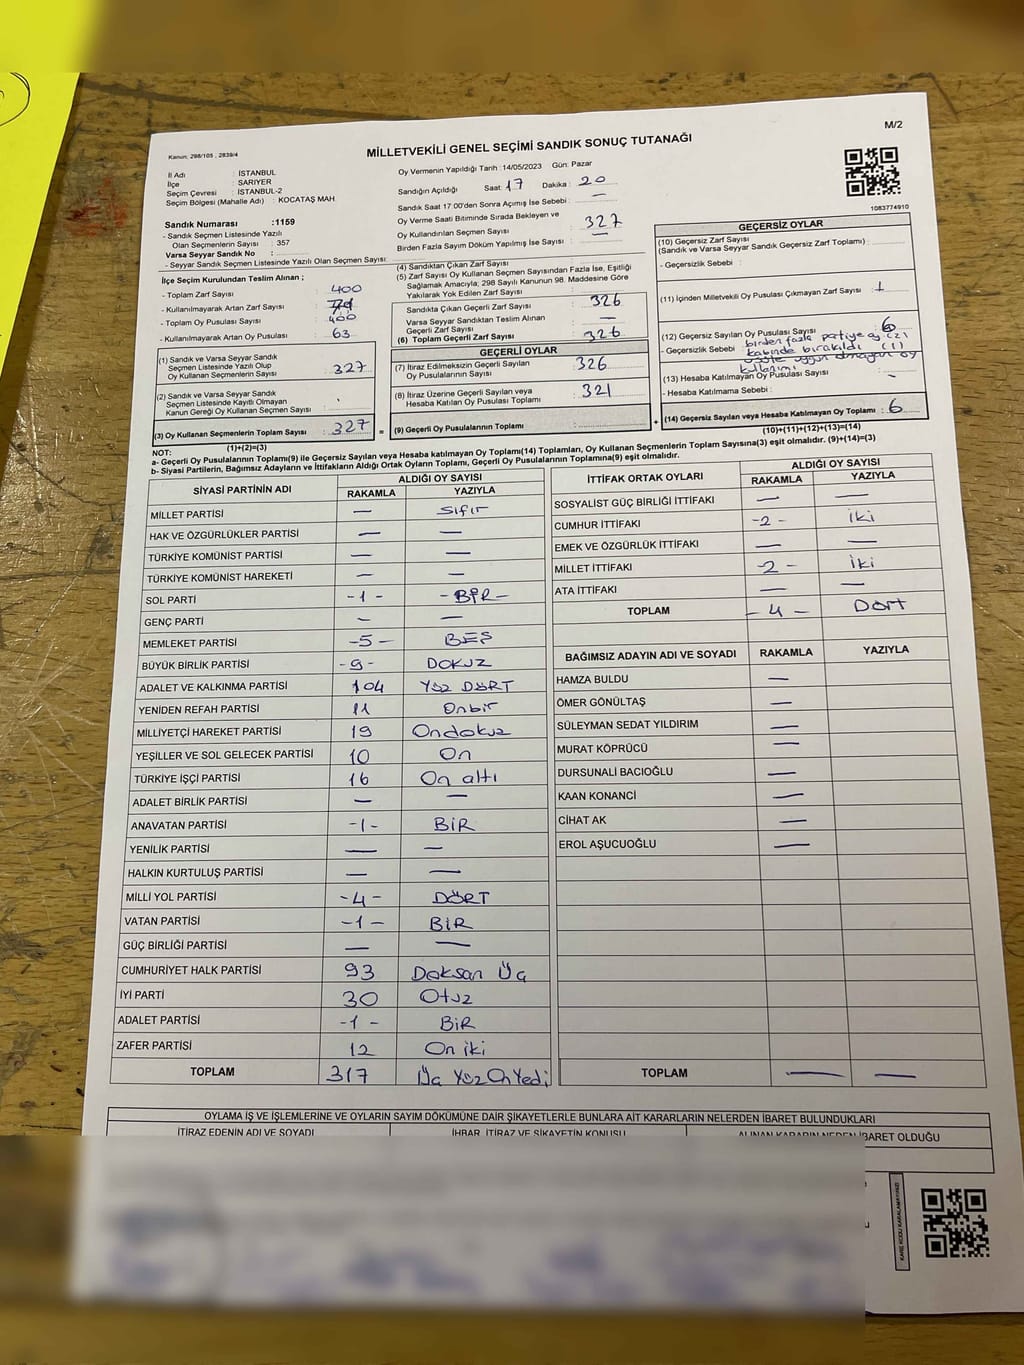 M/2
Kanun: 298/105 , 2839/4
MİLLETVEKİLİ GENEL SEÇİMİ SANDIK SONUÇ TUTANAĞI
1083774910
İl Adı : İSTANBUL
İlçe : SARIYER
Seçim Çevresi : İSTANBUL-2
Seçim Bölgesi (Mahalle Adı) : KOCATAŞ MAH
Sandık Numarası :1159
- Sandık Seçmen Listesinde Yazılı
Olan Seçmenlerin Sayısı : 357
Varsa Seyyar Sandık No :
- Seyyar Sandık Seçmen Listesinde Yazılı Olan Seçmen Sayısı:
İlçe Seçim Kurulundan Teslim Alınan ;
- Toplam Zarf Sayısı : 400
- Kullanılmayarak Artan Zarf Sayısı :
- Toplam Oy Pusulası Sayısı : 400
- Kullanılmayarak Artan Oy Pusulası : 63
(1) Sandık ve Varsa Seyyar Sandık
Seçmen Listesinde Yazılı Olup
Oy Kullanan Seçmenlerin Sayısı : 327
(2) Sandık ve Varsa Seyyar Sandık
Seçmen Listesinde Kayıtlı Olmayan
Kanun Gereği Oy Kullanan Seçmen Sayısı :
(3) Oy Kullanan Seçmenlerin Toplam Sayısı : 327 =
(1)+(2)=(3)
Oy Vermenin Yapıldığı Tarih :14/05/2023 Gün: Pazar
Sandığın Açıldığı Saat: 17 Dakika : 20
Sandık Saat 17:00'den Sonra Açılmış İse Sebebi : —
Oy Verme Saati Bitiminde Sırada Bekleyen ve
Oy Kullandırılan Seçmen Sayısı : 327
Birden Fazla Sayım Döküm Yapılmış İse Sayısı : —
(4) Sandıktan Çıkan Zarf Sayısı :
(5) Zarf Sayısı Oy Kullanan Seçmen Sayısından Fazla İse, Eşitliği
Sağlamak Amacıyla; 298 Sayılı Kanunun 98. Maddesine Göre
Yakılarak Yok Edilen Zarf Sayısı :
Sandıkta Çıkan Geçerli Zarf Sayısı : 326
Varsa Seyyar Sandıktan Teslim Alınan
Geçerli Zarf Sayısı : —
(6) Toplam Geçerli Zarf Sayısı : 326
GEÇERLİ OYLAR
(7) İtiraz Edilmeksizin Geçerli Sayılan
Oy Pusulalarının Sayısı : 326
(8) İtiraz Üzerine Geçerli Sayılan veya
Hesaba Katılan Oy Pusulası Toplamı : 321
(9) Geçerli Oy Pusulalarının Toplamı : +
GEÇERSİZ OYLAR
(10) Geçersiz Zarf Sayısı
(Sandık ve Varsa Seyyar Sandık Geçersiz Zarf Toplamı) :
- Geçersizlik Sebebi :
(11) İçinden Milletvekili Oy Pusulası Çıkmayan Zarf Sayısı : 1
(12) Geçersiz Sayılan Oy Pusulası Sayısı : 6
- Geçersizlik Sebebi : birden fazla partiye oy (2)
kabinde bırakıldı (1)
usüle uygun olmayan oy
kullanımı
(13) Hesaba Katılmayan Oy Pusulası Sayısı : —
- Hesaba Katılmama Sebebi :
(14) Geçersiz Sayılan veya Hesaba Katılmayan Oy Toplamı : 6
(10)+(11)+(12)+(13)=(14)
NOT:
a- Geçerli Oy Pusulalarının Toplamı(9) ile Geçersiz Sayılan veya Hesaba katılmayan Oy Toplamı(14) Toplamları, Oy Kullanan Seçmenlerin Toplam Sayısına(3) eşit olmalıdır. (9)+(14)=(3)
b- Siyasi Partilerin, Bağımsız Adayların ve İttifakların Aldığı Ortak Oyların Toplamı, Geçerli Oy Pusulalarının Toplamına(9) eşit olmalıdır.
SİYASİ PARTİNİN ADI ALDIĞI OY SAYISI
RAKAMLA YAZIYLA
MİLLET PARTİSİ — sıfır
HAK VE ÖZGÜRLÜKLER PARTİSİ — —
TÜRKİYE KOMÜNİST PARTİSİ — —
TÜRKİYE KOMÜNİST HAREKETİ — —
SOL PARTİ -1- -BİR-
GENÇ PARTİ — —
MEMLEKET PARTİSİ -5- BEŞ
BÜYÜK BİRLİK PARTİSİ -9- DOKUZ
ADALET VE KALKINMA PARTİSİ 104 YÜZ DÖRT
YENİDEN REFAH PARTİSİ 11 Onbir
MİLLİYETÇİ HAREKET PARTİSİ 19 Ondokuz
YEŞİLLER VE SOL GELECEK PARTİSİ 10 On
TÜRKİYE İŞÇİ PARTİSİ 16 On altı
ADALET BİRLİK PARTİSİ — —
ANAVATAN PARTİSİ -1- BİR
YENİLİK PARTİSİ — —
HALKIN KURTULUŞ PARTİSİ — —
MİLLİ YOL PARTİSİ -4- DÖRT
VATAN PARTİSİ -1- BİR
GÜÇ BİRLİĞİ PARTİSİ — —
CUMHURİYET HALK PARTİSİ 93 Doksan Üç
İYİ PARTİ 30 Otuz
ADALET PARTİSİ -1- BİR
ZAFER PARTİSİ 12 On iki
TOPLAM 317 Üç Yüz On Yedi
İTTİFAK ORTAK OYLARI ALDIĞI OY SAYISI
RAKAMLA YAZIYLA
SOSYALİST GÜÇ BİRLİĞİ İTTİFAKI — —
CUMHUR İTTİFAKI -2- iki
EMEK VE ÖZGÜRLÜK İTTİFAKI — —
MİLLET İTTİFAKI -2- iki
ATA İTTİFAKI — —
TOPLAM -4- Dört
BAĞIMSIZ ADAYIN ADI VE SOYADI RAKAMLA YAZIYLA
HAMZA BULDU —
ÖMER GÖNÜLTAŞ —
SÜLEYMAN SEDAT YILDIRIM —
MURAT KÖPRÜCÜ —
DURSUNALİ BACIOĞLU —
KAAN KONANCİ —
CİHAT AK —
EROL AŞUCUOĞLU —
TOPLAM — —
OYLAMA İŞ VE İŞLEMLERİNE VE OYLARIN SAYIM DÖKÜMÜNE DAİR ŞİKAYETLERLE BUNLARA AİT KARARLARIN NELERDEN İBARET BULUNDUKLARI
İTİRAZ EDENİN ADI VE SOYADI İHBAR, İTİRAZ VE ŞİKAYETİN KONUSU ALINAN KARARIN NEDEN İBARET OLDUĞU
KARE KODU KARALAMAYINIZ